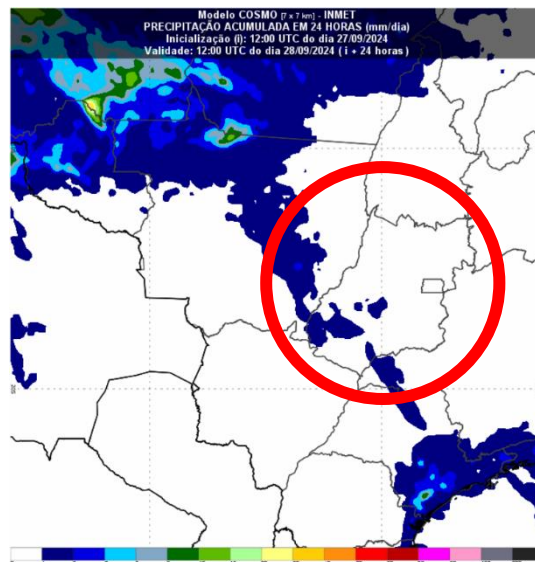 Modelo COSMO [7 x 7 km] - INMET
PRECIPITAÇÃO ACUMULADA EM 24 HORAS (mm/dia)
Inicialização (i): 12:00 UTC do dia 27/09/2024
Validade: 12:00 UTC do dia 28/09/2024 ( i + 24 horas )